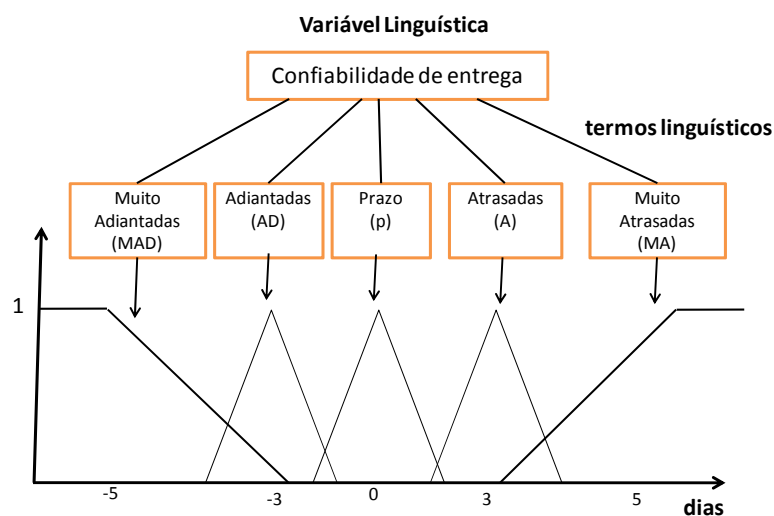 Variável Linguística
Confiabilidade de entrega
termos linguísticos
Muito
Adiantadas
(MAD)
Adiantadas
(AD)
Prazo
(p)
Atrasadas
(A)
Muito
Atrasadas
(MA)
1
-5
-3
0
3
5
dias